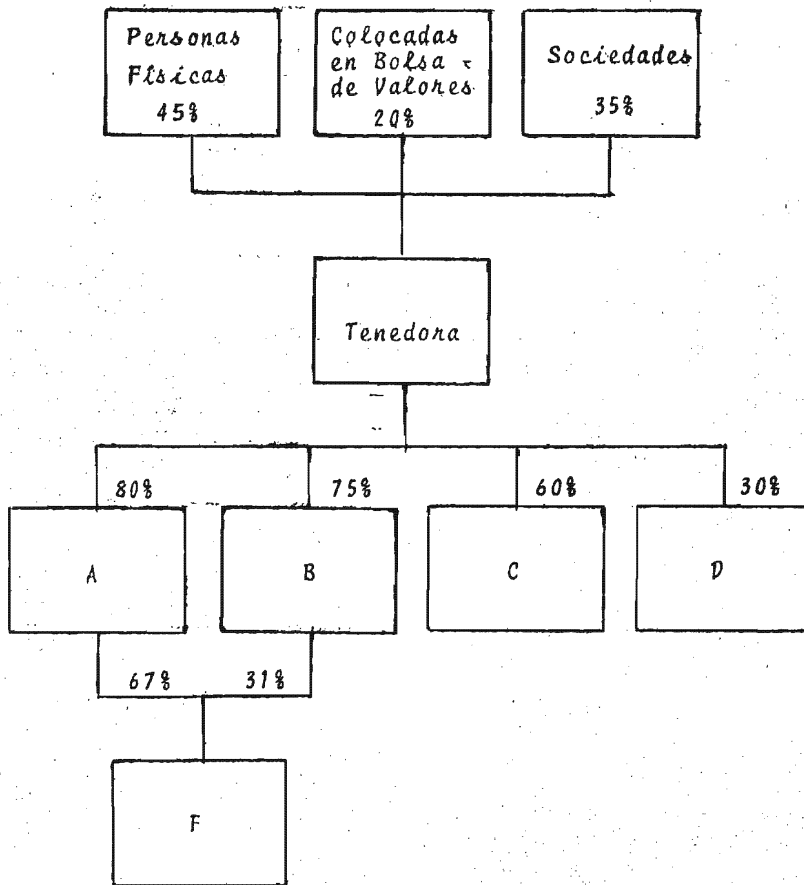 Personas
Físicas
45%
Colocadas
en Bolsa -
de Valores
20%
Sociedades
35%
Tenedora
80%
75%
60%
30%
A
B
C
D
67%
31%
F